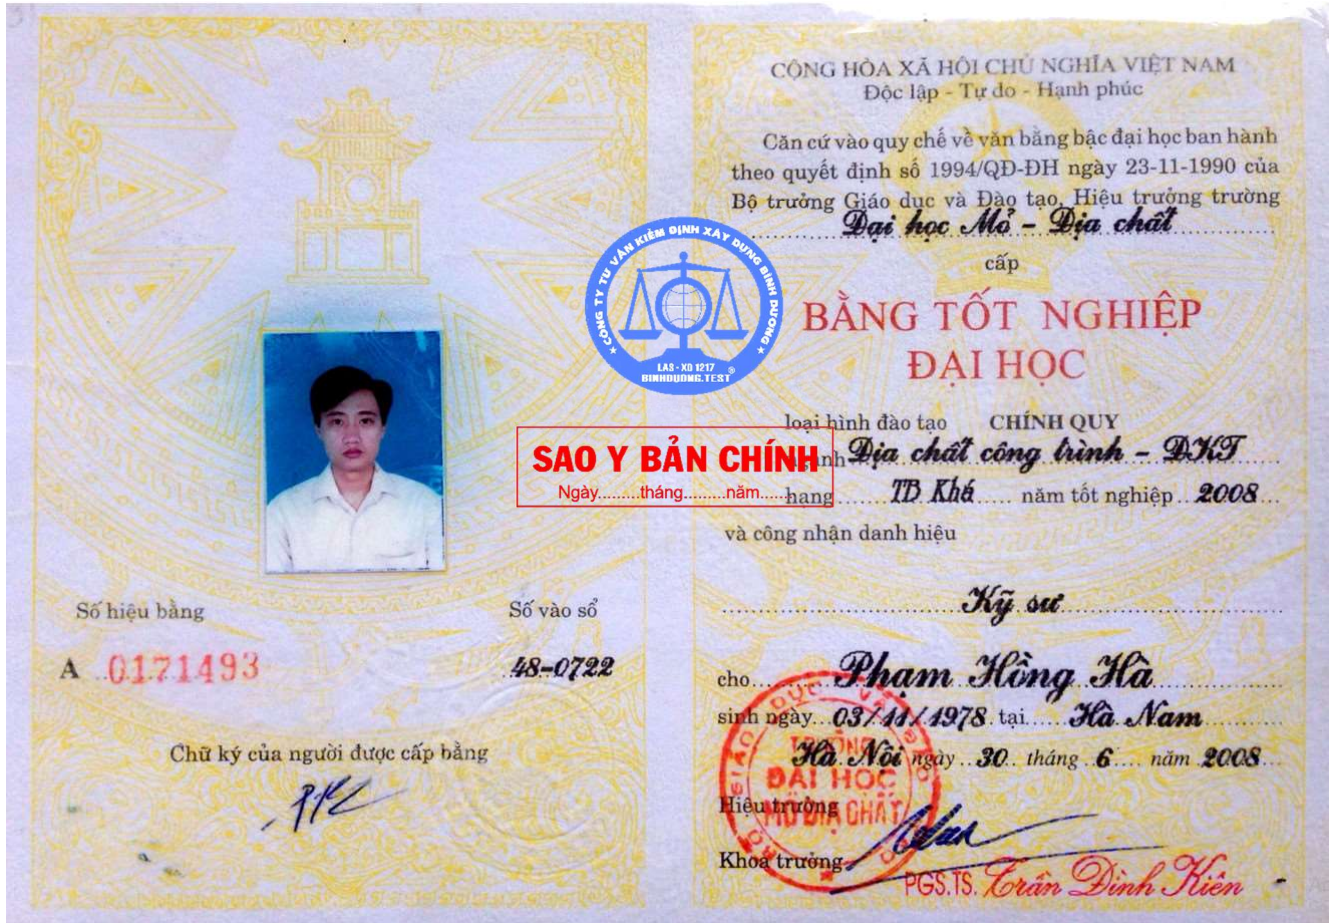 CỘNG HÒA XÃ HỘI CHỦ NGHĨA VIỆT NAM
Độc lập - Tự do - Hạnh phúc
Căn cứ vào quy chế về văn bằng bậc đại học ban hành
theo quyết định số 1994/QĐ-ĐH ngày 23-11-1990 của
Bộ trưởng Giáo dục và Đào tạo, Hiệu trưởng trường
Đại học Mỏ - Địa chất
cấp
BẰNG TỐT NGHIỆP
ĐẠI HỌC
loại hình đào tạo CHÍNH QUY
Địa chất công trình - ĐKT
hạng TB Khá năm tốt nghiệp 2008
và công nhận danh hiệu
Kỹ sư
cho Phạm Hồng Hà
sinh ngày 03/11/1978 tại Hà Nam
Hà Nội ngày 30 tháng 6 năm 2008
Hiệu trưởng
Khoa trưởng
PGS.TS. Trần Đình Kiên
TRƯỜNG
ĐẠI HỌC
MỎ ĐỊA CHẤT
CÔNG TY TƯ VẤN KIỂM ĐỊNH XÂY DỰNG BÌNH DƯƠNG
LAS - XD 1217
BINHDUONG.TEST®
SAO Y BẢN CHÍNH
Ngày.........tháng.........năm......
Số hiệu bằng
Số vào sổ
A 0171493
48-0722
Chữ ký của người được cấp bằng